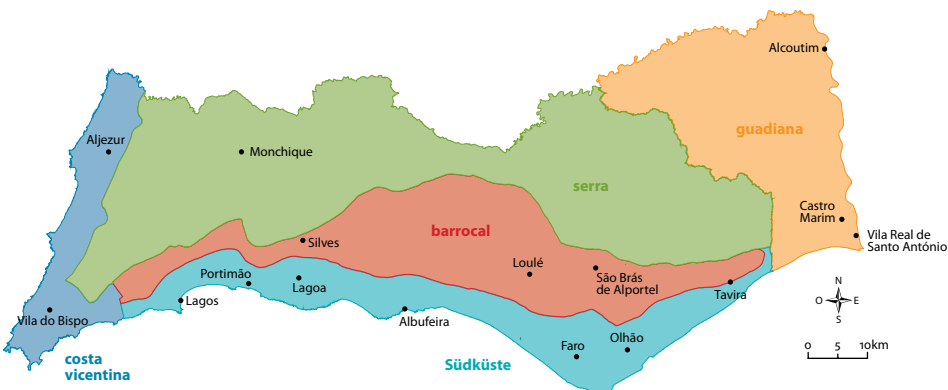 Alcoutim
guadiana
Aljezur
Monchique
serra
Castro
Marim
barrocal
Silves
Vila Real de
Santo António
Loulé
São Brás
de Alportel
Portimão
Lagoa
Tavira
Lagos
N
O E
S
Vila do Bispo
Albufeira
Faro
Olhão
0 5 10km
costa
vicentina
Südküste